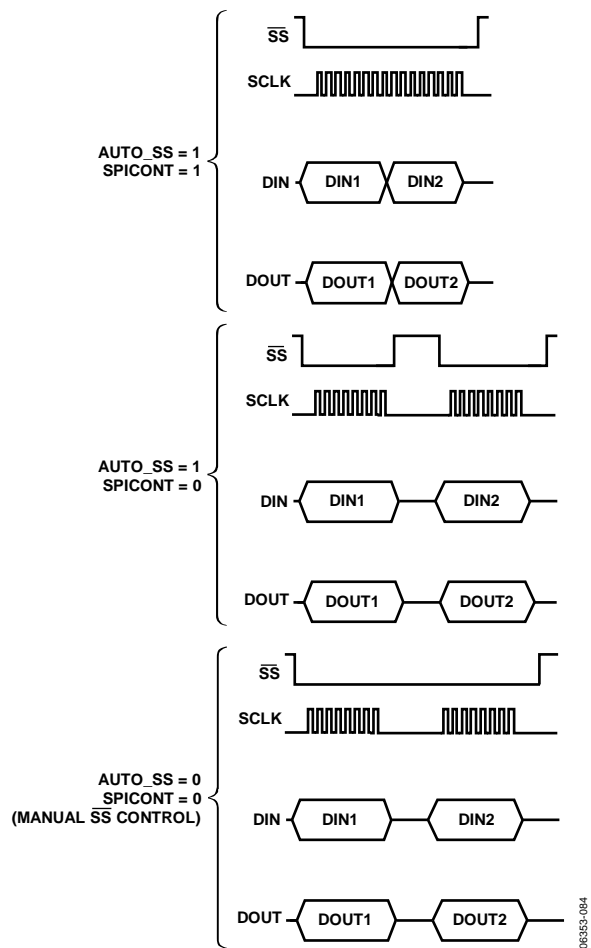 SS
SCLK
AUTO_SS = 1
SPICONT = 1
DIN DIN1 DIN2
DOUT DOUT1 DOUT2
SS
SCLK
AUTO_SS = 1
SPICONT = 0
DIN DIN1 DIN2
DOUT DOUT1 DOUT2
SS
SCLK
AUTO_SS = 0
SPICONT = 0
(MANUAL SS CONTROL)
DIN DIN1 DIN2
DOUT DOUT1 DOUT2
06353-084